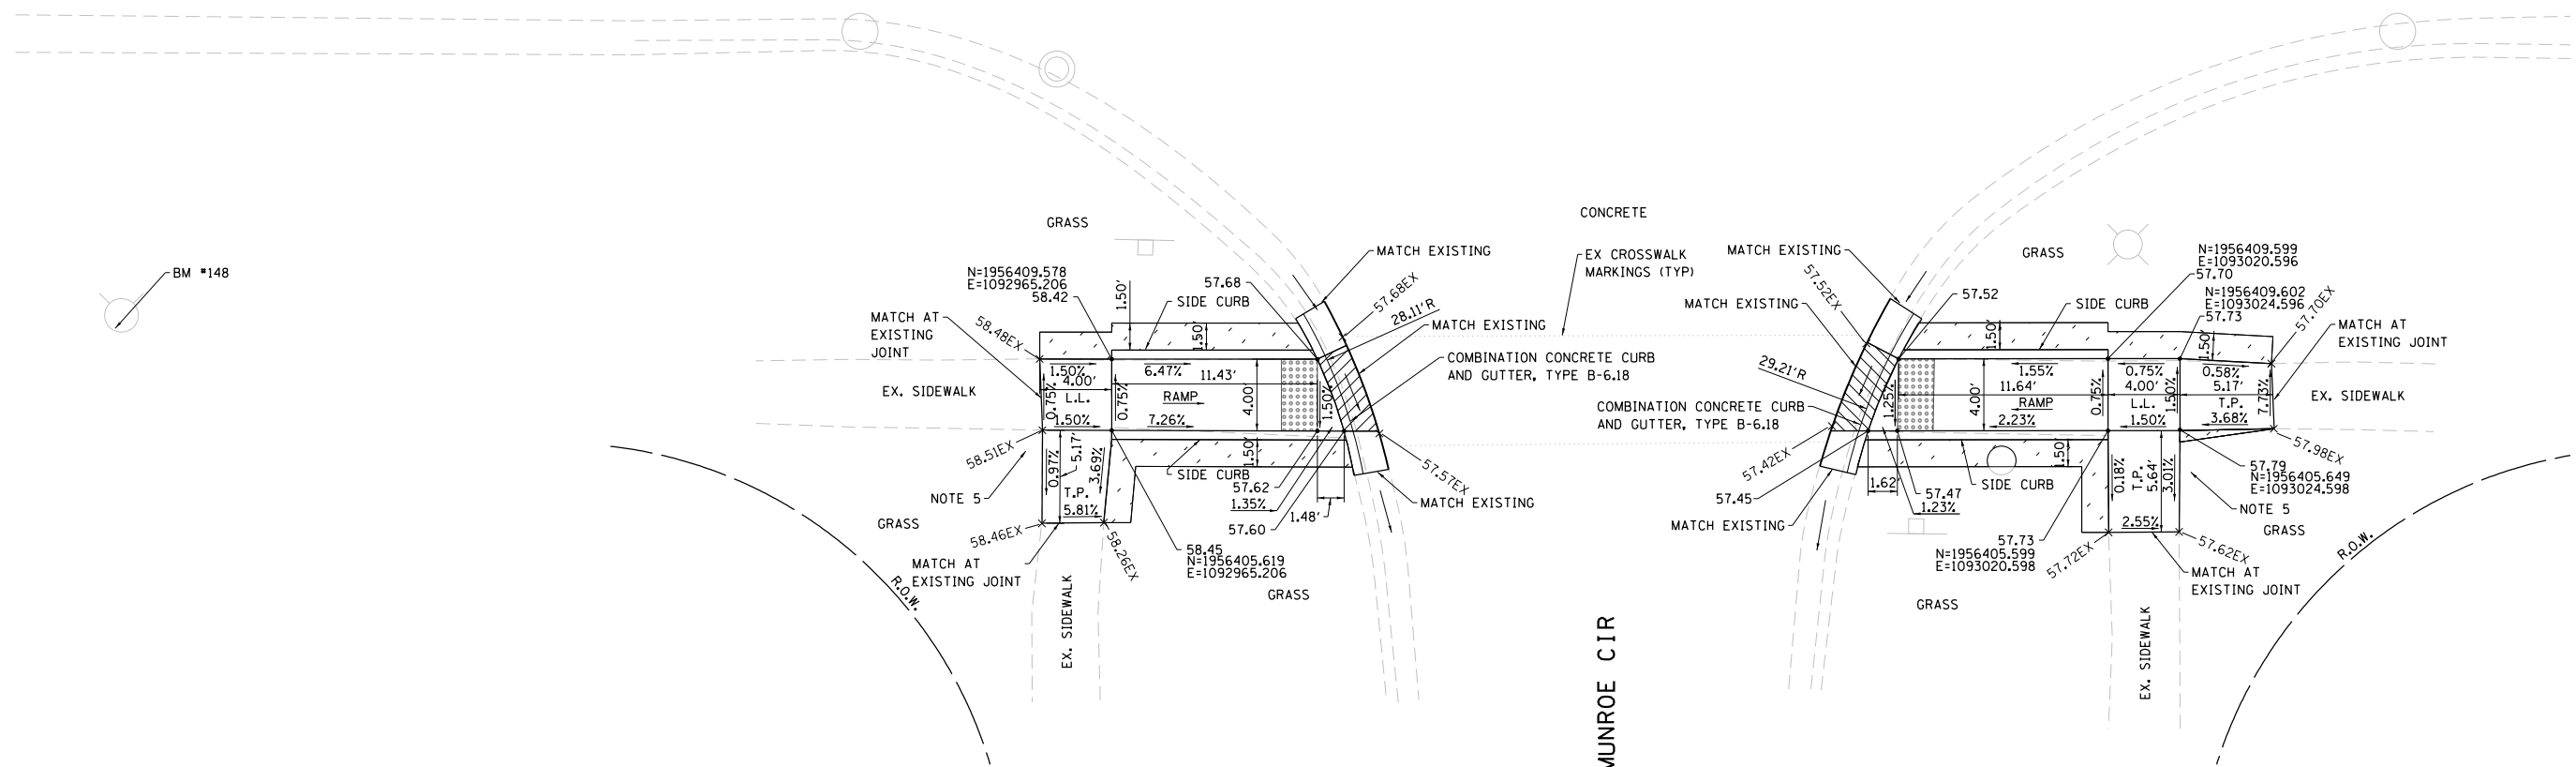 BM #148
GRASS
N=1956409.578
E=1092965.206
58.42
MATCH AT
EXISTING
JOINT
58.48EX
1.50'
SIDE CURB
1.50'
57.68
MATCH EXISTING
57.68EX
28.11'R
MATCH EXISTING
COMBINATION CONCRETE CURB
AND GUTTER, TYPE B-6.18
EX. SIDEWALK
0.75%
1.50%
4.00'
L.L.
1.50%
0.75%
6.47%
11.43'
RAMP
7.26%
4.00'
1.50%
58.51EX
NOTE 5
GRASS
0.97%
5.17'
3.69%
T.P.
5.81%
58.46EX
58.26EX
MATCH AT
EXISTING JOINT
EX. SIDEWALK
R.O.W.
SIDE CURB
1.50'
57.62
1.35%
57.60
1.48'
57.57EX
MATCH EXISTING
58.45
N=1956405.619
E=1092965.206
GRASS
CONCRETE
EX CROSSWALK
MARKINGS (TYP)
MUNROE CIR
MATCH EXISTING
57.52EX
MATCH EXISTING
57.52
29.21'R
COMBINATION CONCRETE CURB
AND GUTTER, TYPE B-6.18
57.42EX
57.45
MATCH EXISTING
GRASS
N=1956409.599
E=1093020.596
57.70
N=1956409.602
E=1093024.596
57.73
57.70EX
SIDE CURB
1.50'
1.50'
MATCH AT
EXISTING JOINT
1.25%
4.00'
1.55%
11.64'
RAMP
2.23%
0.75%
0.75%
4.00'
L.L.
1.50%
1.50%
0.58%
5.17'
T.P.
3.68%
7.73%
EX. SIDEWALK
57.98EX
1.62'
57.47
1.23%
SIDE CURB
1.50'
57.79
N=1956405.649
E=1093024.598
NOTE 5
GRASS
0.18%
T.P.
5.64'
3.01%
2.55%
57.73
N=1956405.599
E=1093020.598
57.72EX
57.62EX
MATCH AT
EXISTING JOINT
GRASS
EX. SIDEWALK
R.O.W.